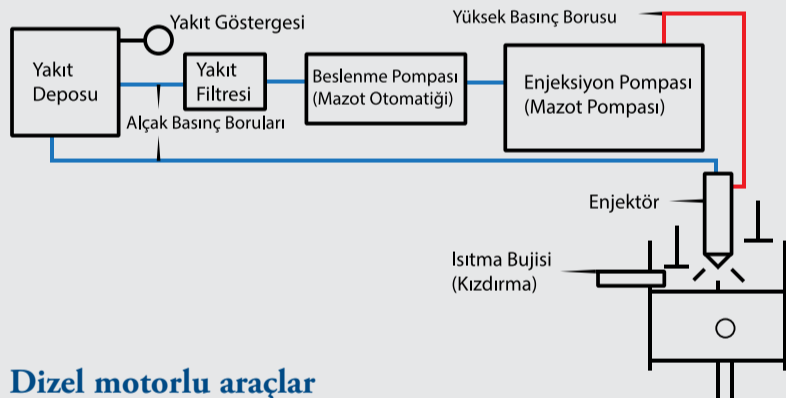 Yakıt Göstergesi
Yüksek Basınç Borusu
Yakıt
Deposu
Yakıt
Filtresi
Beslenme Pompası
(Mazot Otomatiği)
Enjeksiyon Pompası
(Mazot Pompası)
Alçak Basınç Boruları
Enjektör
Isıtma Bujisi
(Kızdırma)
Dizel motorlu araçlar